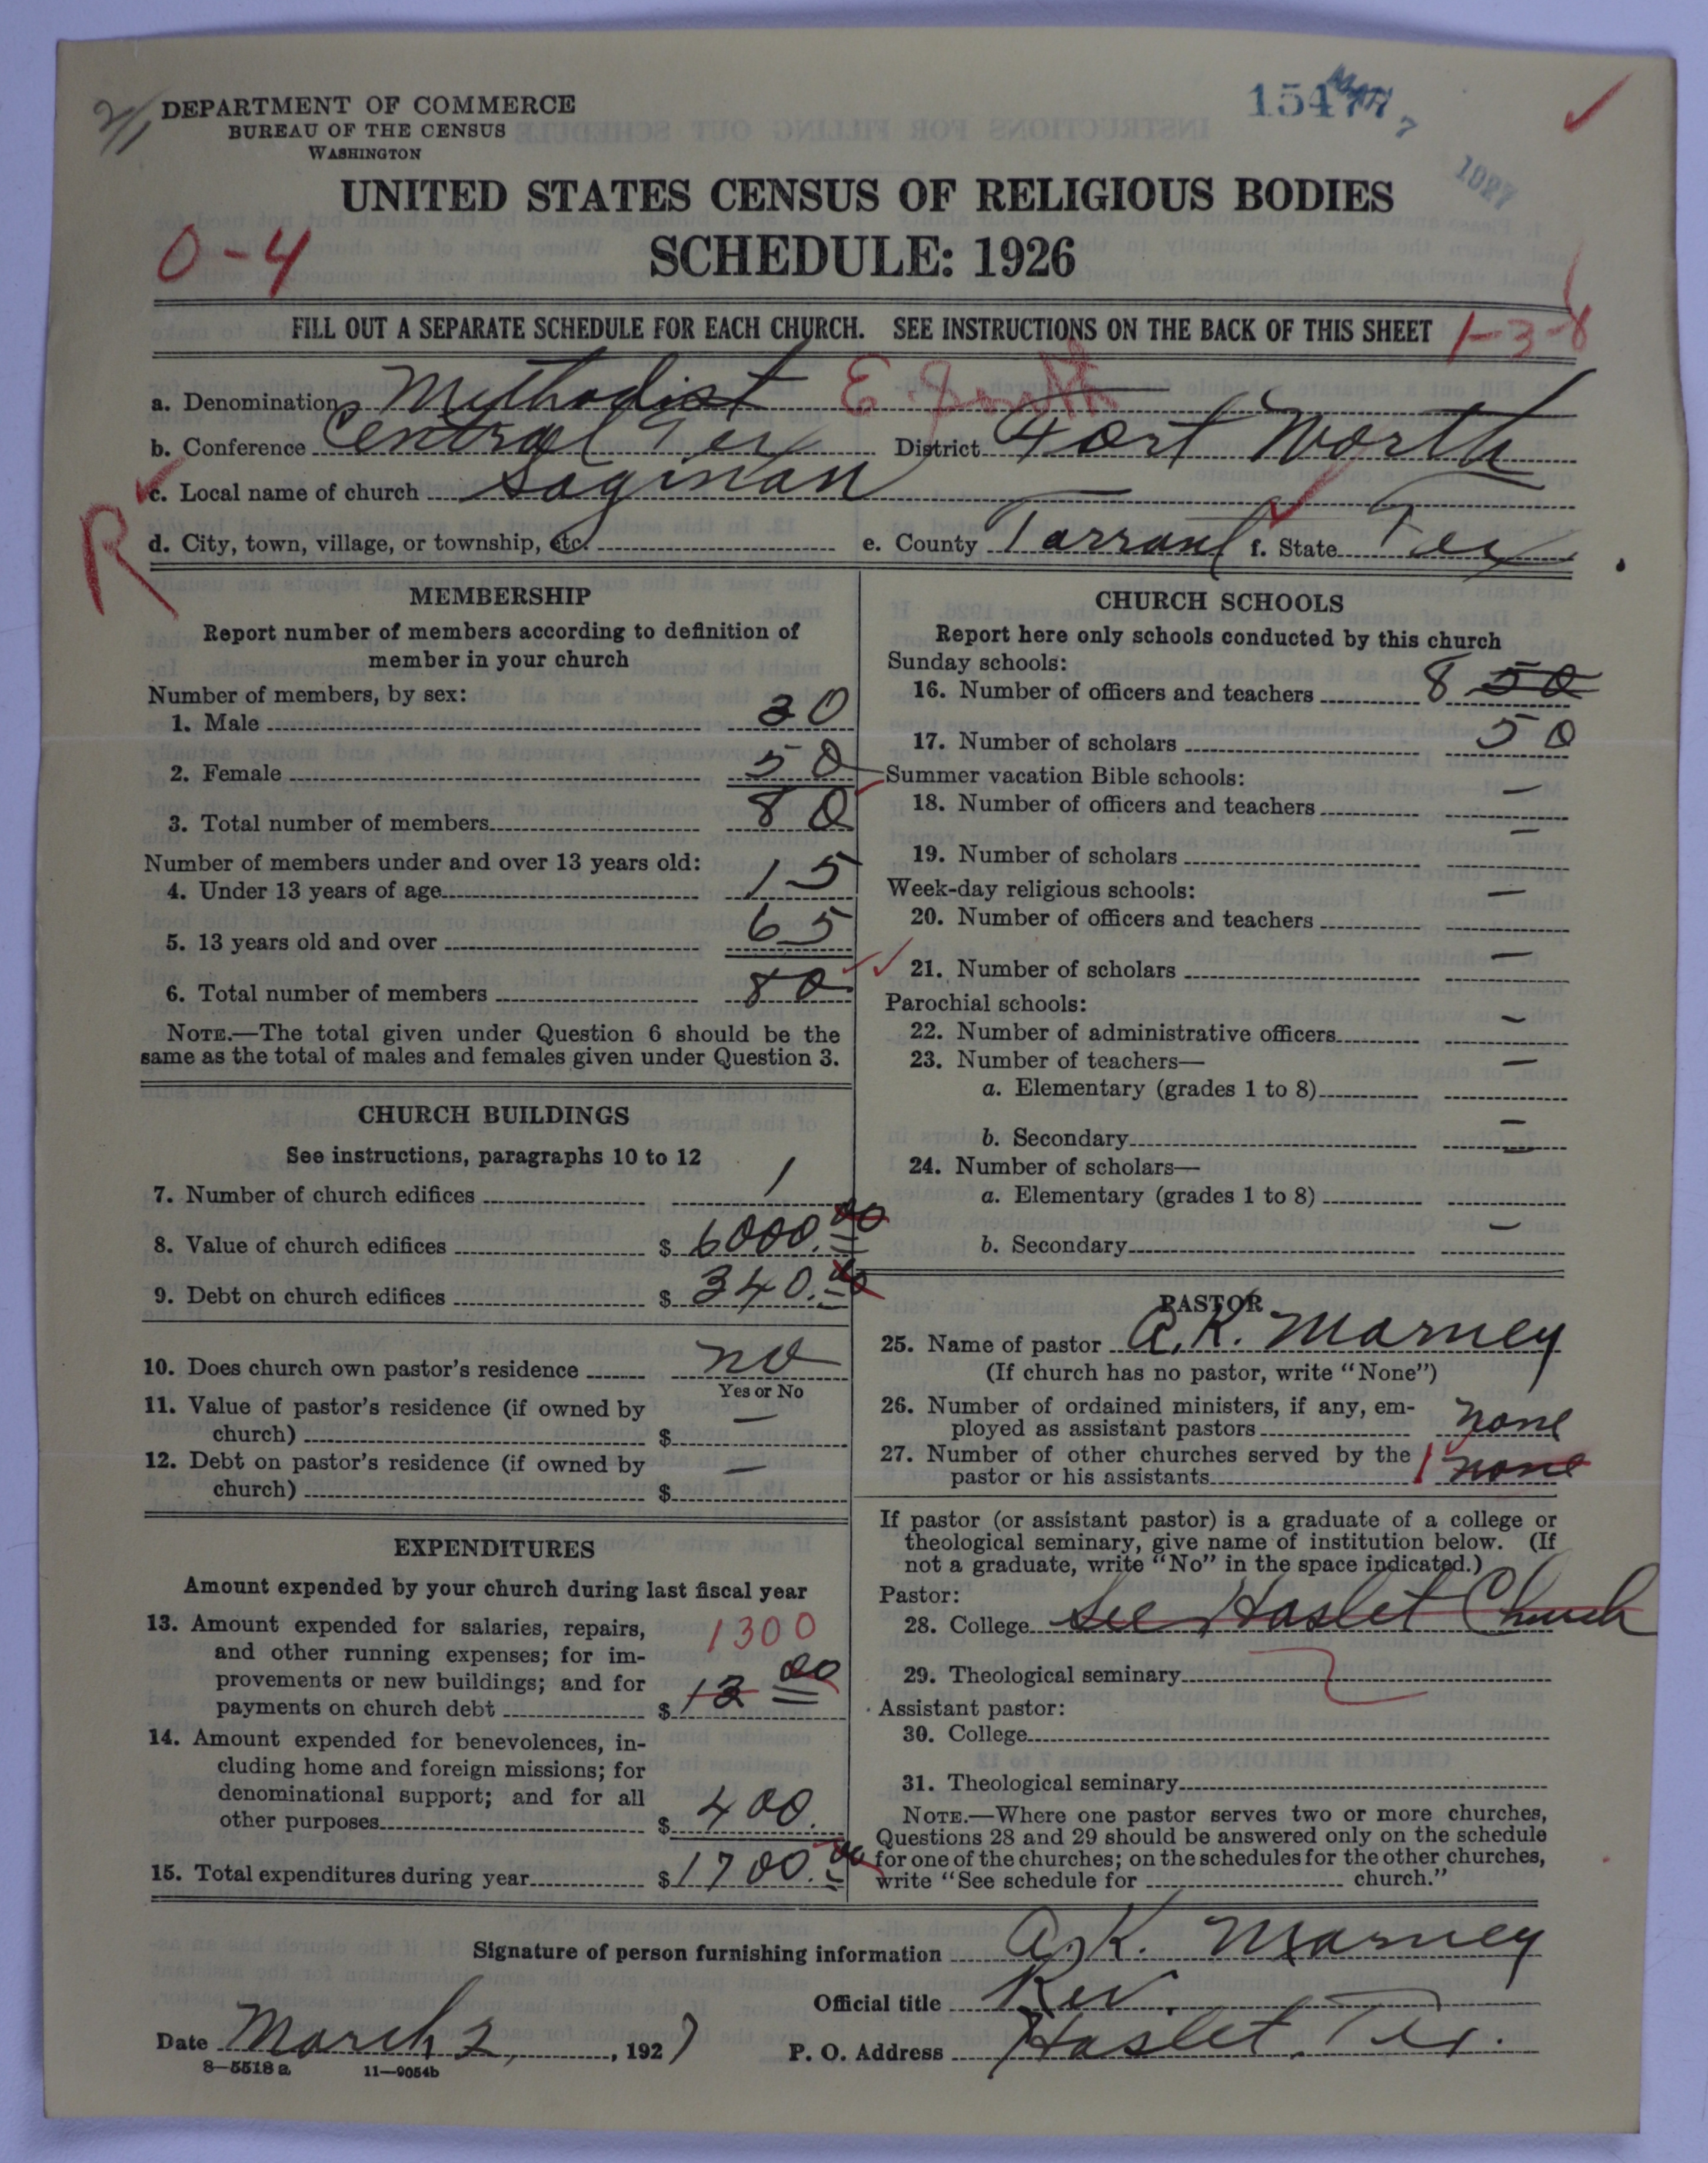 2/1
DEPARTMENT OF COMMERCE
BUREAU OF THE CENSUS
WASHINGTON
15477
MAR 7 1927
UNITED STATES CENSUS OF RELIGIOUS BODIES
SCHEDULE: 1926
0-4
FILL OUT A SEPARATE SCHEDULE FOR EACH CHURCH. SEE INSTRUCTIONS ON THE BACK OF THIS SHEET
1-3-8
a. Denomination Methodist E. South
b. Conference Central Tex District Fort Worth
c. Local name of church Saginaw
R
d. City, town, village, or township, etc. e. County Tarrant f. State Tex
MEMBERSHIP
Report number of members according to definition of
member in your church
Number of members, by sex:
1. Male 30
2. Female 50
3. Total number of members 80
Number of members under and over 13 years old:
4. Under 13 years of age 15
5. 13 years old and over 65
6. Total number of members 80
NOTE.—The total given under Question 6 should be the
same as the total of males and females given under Question 3.
CHURCH BUILDINGS
See instructions, paragraphs 10 to 12
7. Number of church edifices 1
8. Value of church edifices $ 6000.00
9. Debt on church edifices $ 340.00
10. Does church own pastor's residence no
Yes or No
11. Value of pastor's residence (if owned by
church) $ —
12. Debt on pastor's residence (if owned by
church) $ —
EXPENDITURES
Amount expended by your church during last fiscal year
13. Amount expended for salaries, repairs,
and other running expenses; for im-
provements or new buildings; and for
payments on church debt $ 1300
13 00
14. Amount expended for benevolences, in-
cluding home and foreign missions; for
denominational support; and for all
other purposes $ 400.
15. Total expenditures during year $ 1700.00
CHURCH SCHOOLS
Report here only schools conducted by this church
Sunday schools:
16. Number of officers and teachers 8 50
17. Number of scholars 50
Summer vacation Bible schools:
18. Number of officers and teachers —
19. Number of scholars —
Week-day religious schools:
20. Number of officers and teachers —
21. Number of scholars —
Parochial schools:
22. Number of administrative officers —
23. Number of teachers—
a. Elementary (grades 1 to 8) —
b. Secondary —
24. Number of scholars—
a. Elementary (grades 1 to 8) —
b. Secondary —
PASTOR
25. Name of pastor A. K. Marney
(If church has no pastor, write "None")
26. Number of ordained ministers, if any, em-
ployed as assistant pastors none
27. Number of other churches served by the
pastor or his assistants 1 none
If pastor (or assistant pastor) is a graduate of a college or
theological seminary, give name of institution below. (If
not a graduate, write "No" in the space indicated.)
Pastor:
28. College See Haslet Church
29. Theological seminary
Assistant pastor:
30. College
31. Theological seminary
NOTE.—Where one pastor serves two or more churches,
Questions 28 and 29 should be answered only on the schedule
for one of the churches; on the schedules for the other churches,
write "See schedule for church."
Signature of person furnishing information A. K. Marney
Official title Rev.
Date March 2, 1927 P. O. Address Haslet, Tex.
8—5518 a 11—9054b